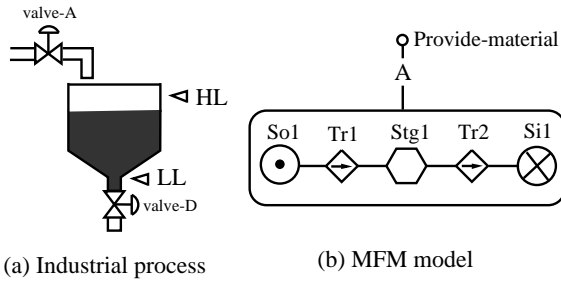 valve-A
HL
LL
valve-D
(a) Industrial process
Provide-material
A
So1 Tr1 Stg1 Tr2 Si1
(b) MFM model